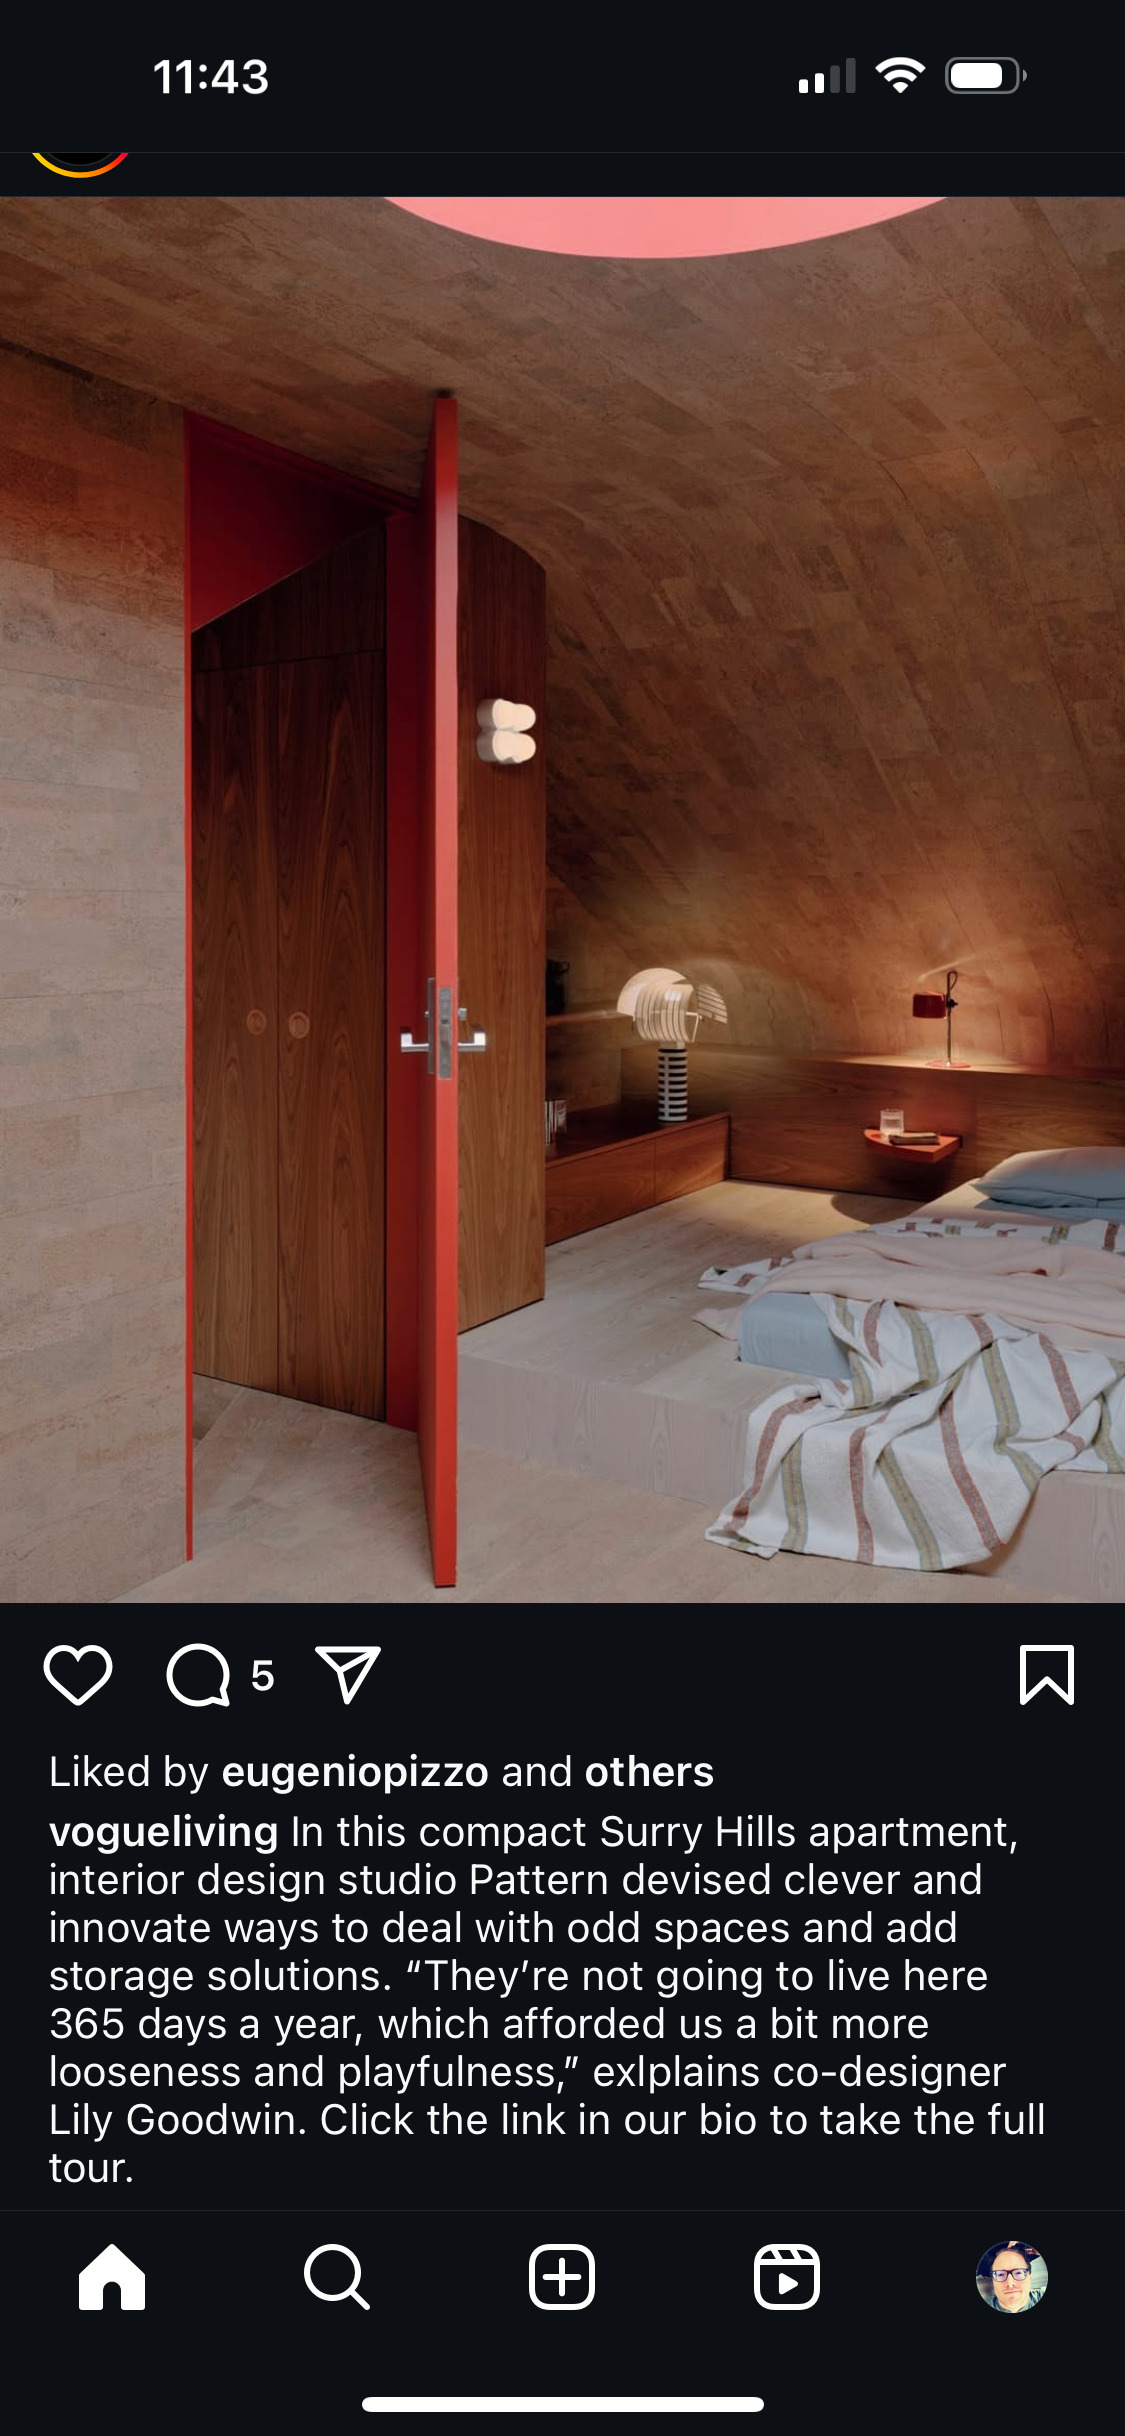 11:43
5
Liked by eugeniopizzo and others
vogueliving In this compact Surry Hills apartment,
interior design studio Pattern devised clever and
innovate ways to deal with odd spaces and add
storage solutions. “They’re not going to live here
365 days a year, which afforded us a bit more
looseness and playfulness,” exlplains co-designer
Lily Goodwin. Click the link in our bio to take the full
tour.